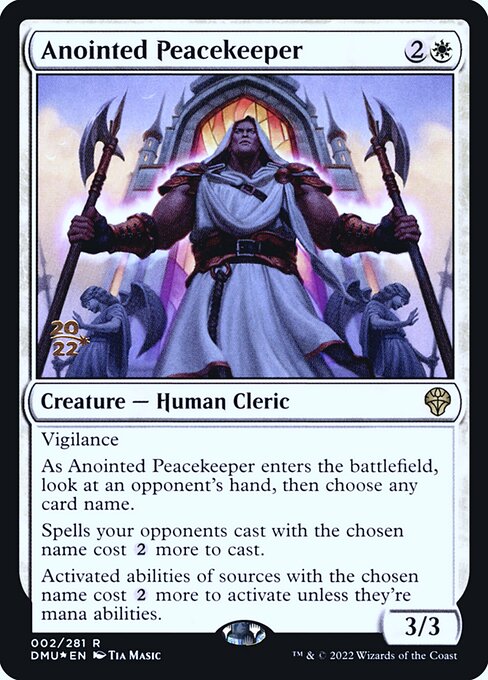 Anointed Peacekeeper 2
20
22
Creature — Human Cleric
Vigilance
As Anointed Peacekeeper enters the battlefield,
look at an opponent's hand, then choose any
card name.
Spells your opponents cast with the chosen
name cost 2 more to cast.
Activated abilities of sources with the chosen
name cost 2 more to activate unless they're
mana abilities.
3/3
002/281 R
DMU★EN Tia Masic
™ & © 2022 Wizards of the Coast